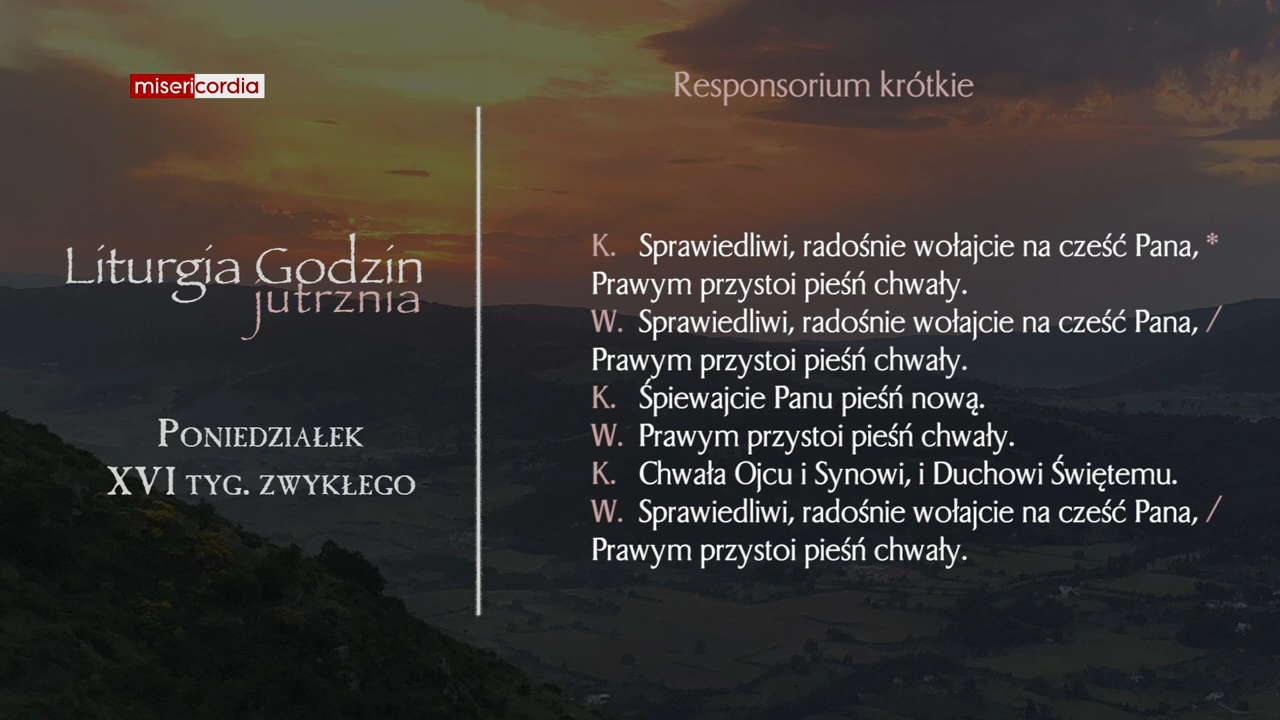 misericordia
Liturgia Godzin
jutrznia
Poniedziałek
XVI tyg. zwykłego
Responsorium krótkie
K. Sprawiedliwi, radośnie wołajcie na cześć Pana, *
Prawym przystoi pieśń chwały.
W. Sprawiedliwi, radośnie wołajcie na cześć Pana, /
Prawym przystoi pieśń chwały.
K. Śpiewajcie Panu pieśń nową.
W. Prawym przystoi pieśń chwały.
K. Chwała Ojcu i Synowi, i Duchowi Świętemu.
W. Sprawiedliwi, radośnie wołajcie na cześć Pana, /
Prawym przystoi pieśń chwały.